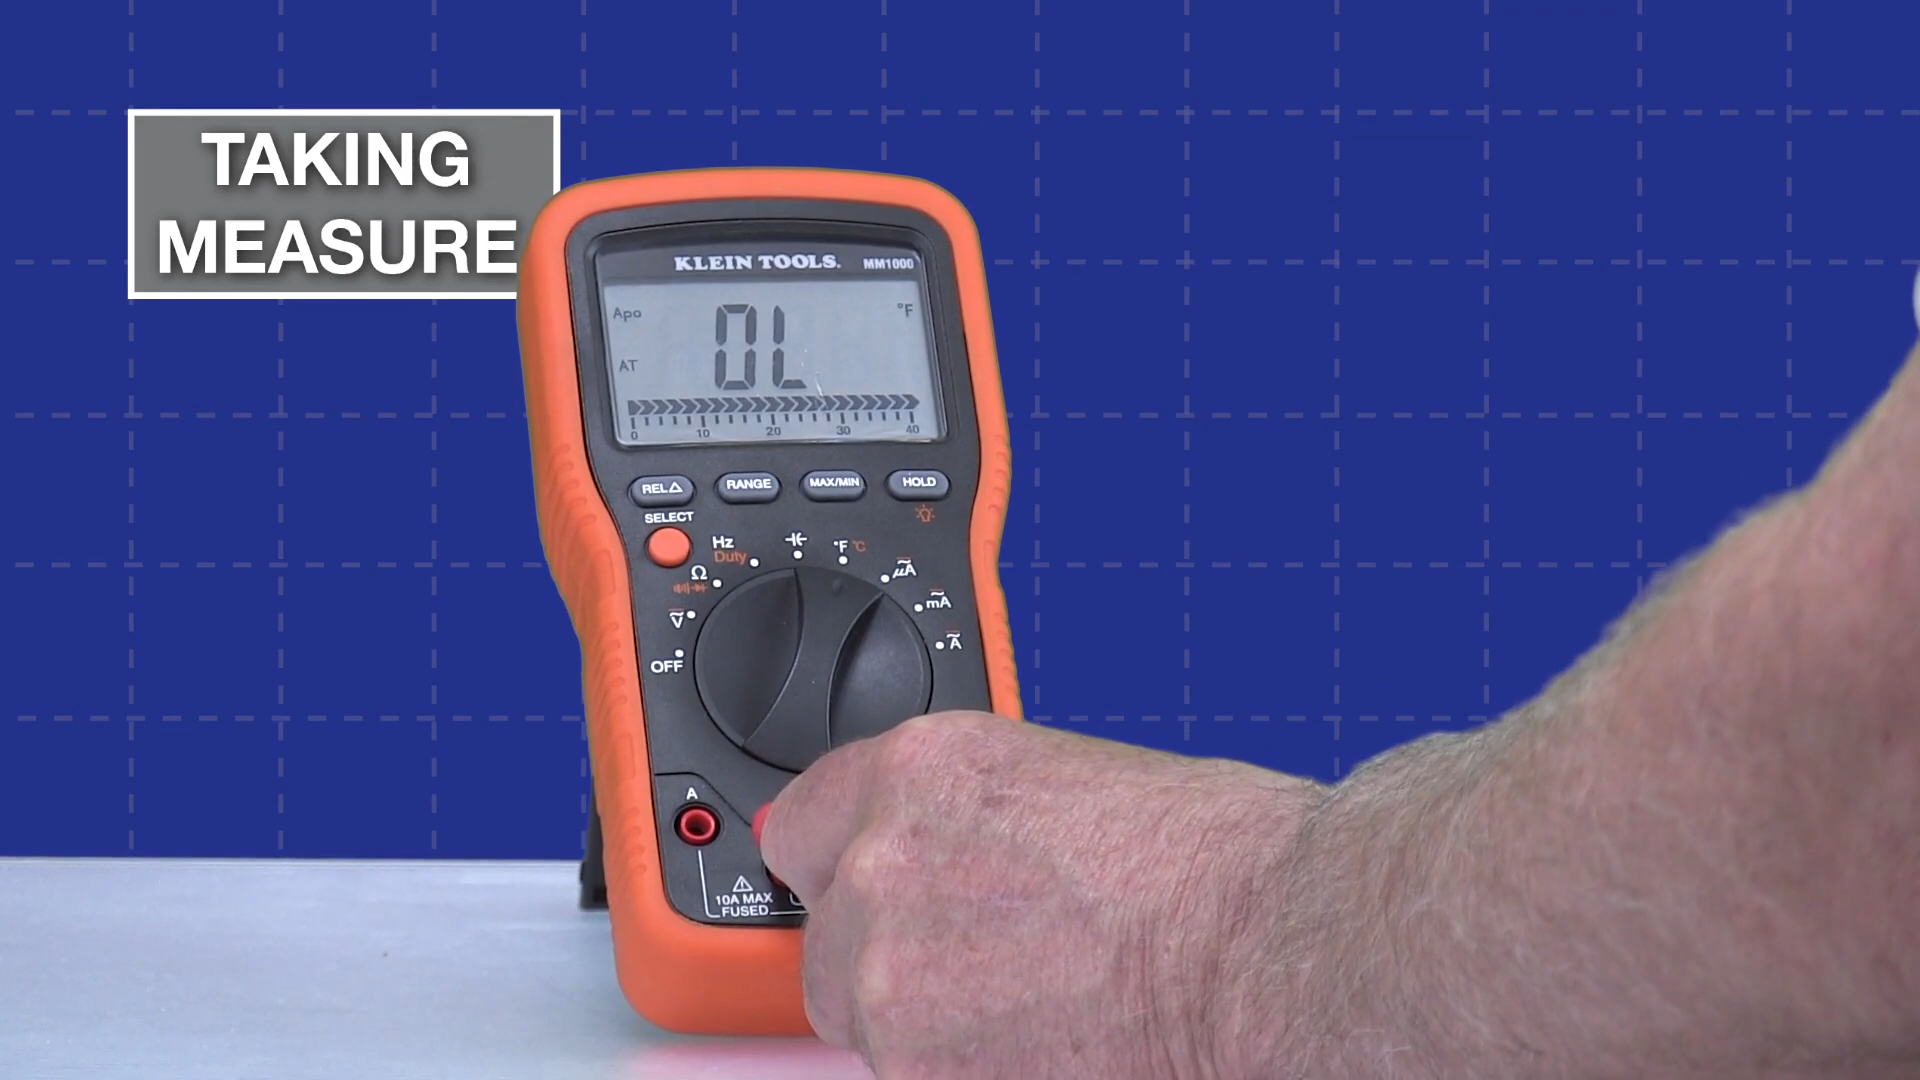 TAKING
MEASURE
KLEIN TOOLS. MM1000
Apo
°F
OL
AT
0 10 20 30 40
REL△ RANGE MAX/MIN HOLD
SELECT
Hz
Duty
°F °C
Ω
µA
mA
V
A
OFF
A
10A MAX
FUSED